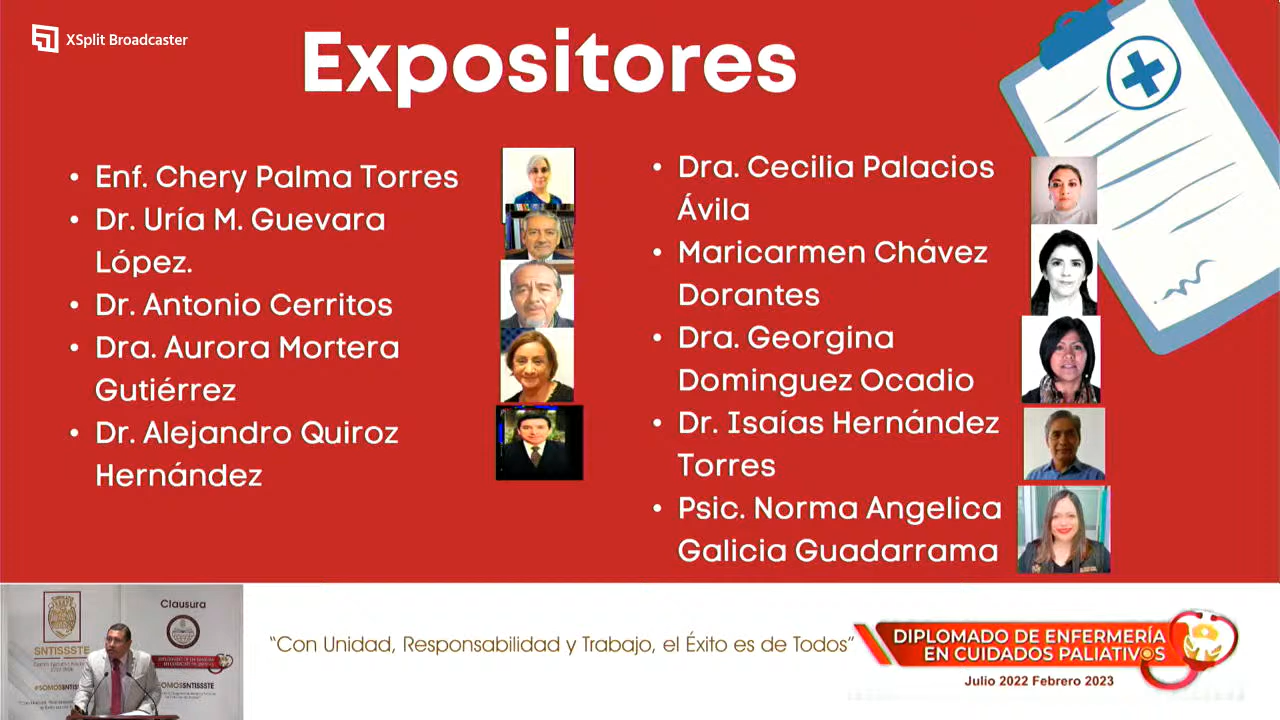 XSplit Broadcaster
Expositores
• Enf. Chery Palma Torres
• Dr. Uría M. Guevara
López.
• Dr. Antonio Cerritos
• Dra. Aurora Mortera
Gutiérrez
• Dr. Alejandro Quiroz
Hernández
• Dra. Cecilia Palacios
Ávila
• Maricarmen Chávez
Dorantes
• Dra. Georgina
Dominguez Ocadio
• Dr. Isaías Hernández
Torres
• Psic. Norma Angelica
Galicia Guadarrama
SNTISSSTE
Clausura
#SOMOSSNTISS
OMOSSNTISSSTE
“Con Unidad, Responsabilidad y Trabajo, el Éxito es de Todos”
DIPLOMADO DE ENFERMERÍA
EN CUIDADOS PALIATIVOS
Julio 2022 Febrero 2023